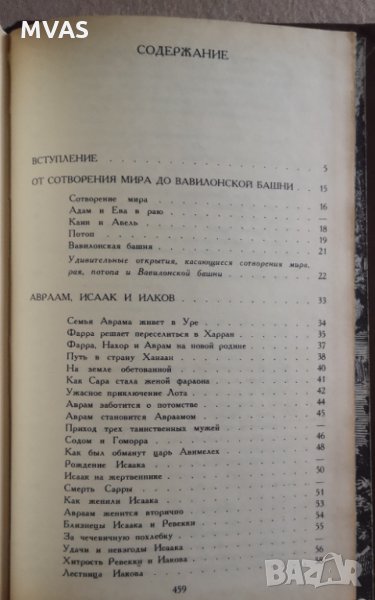 MVAS
СОДЕРЖАНИЕ
ВСТУПЛЕНИЕ 5
ОТ СОТВОРЕНИЯ МИРА ДО ВАВИЛОНСКОЙ БАШНИ 15
Сотворение мира 16
Адам и Ева в раю —
Каин и Авель 18
Потоп 19
Вавилонская башня 21
Удивительные открытия, касающиеся сотворения мира,
рая, потопа и Вавилонской башни 22
АВРААМ, ИСААК И ИАКОВ 33
Семья Аврама живет в Уре 34
Фарра решает переселиться в Харран 35
Фарра, Нахор и Аврам на новой родине 37
Путь в страну Ханаан 38
На земле обетованной 40
Как Сара стала женой фараона 41
Ужасное приключение Лота 42
Аврам заботится о потомстве 44
Аврам становится Авраамом 45
Приход трех таинственных мужей —
Содом и Гоморра 46
Как был обманут царь Авимелех 48
Рождение Исаака —
Исаак на жертвеннике 50
Смерть Сарры 51
Как женили Исаака 53
Авраам женится вторично 54
Близнецы Исаака и Ревекки 55
За чечевичную похлебку —
Удачи и невзгоды Исаака 56
Хитрость Ревекки и Иакова
Лестница Иакова
459
БАЗАР